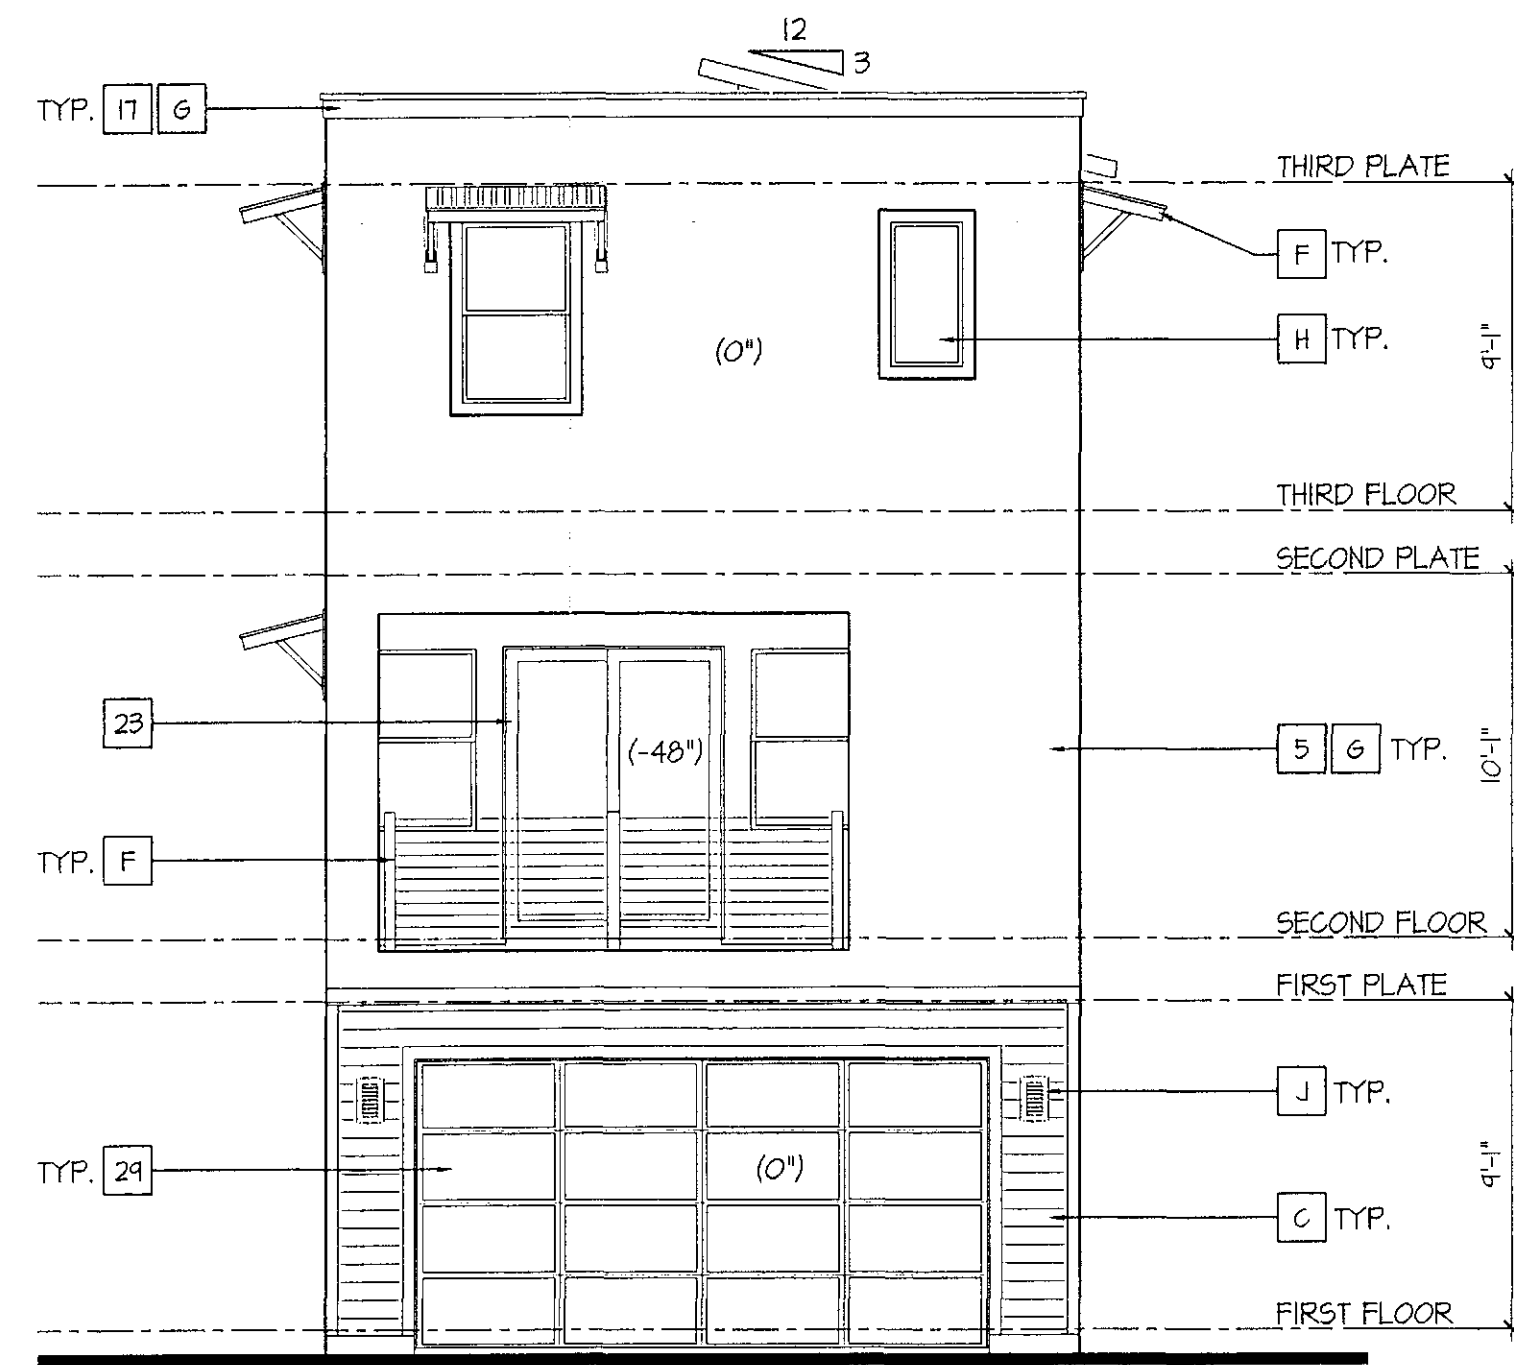 12
3
TYP. 17 G
THIRD PLATE
F TYP.
(0") H TYP.
9'-1"
THIRD FLOOR
SECOND PLATE
23
(-48")
5 G TYP.
10'-1"
TYP. F
SECOND FLOOR
FIRST PLATE
J TYP.
TYP. 29
(0")
9'-1"
C TYP.
FIRST FLOOR